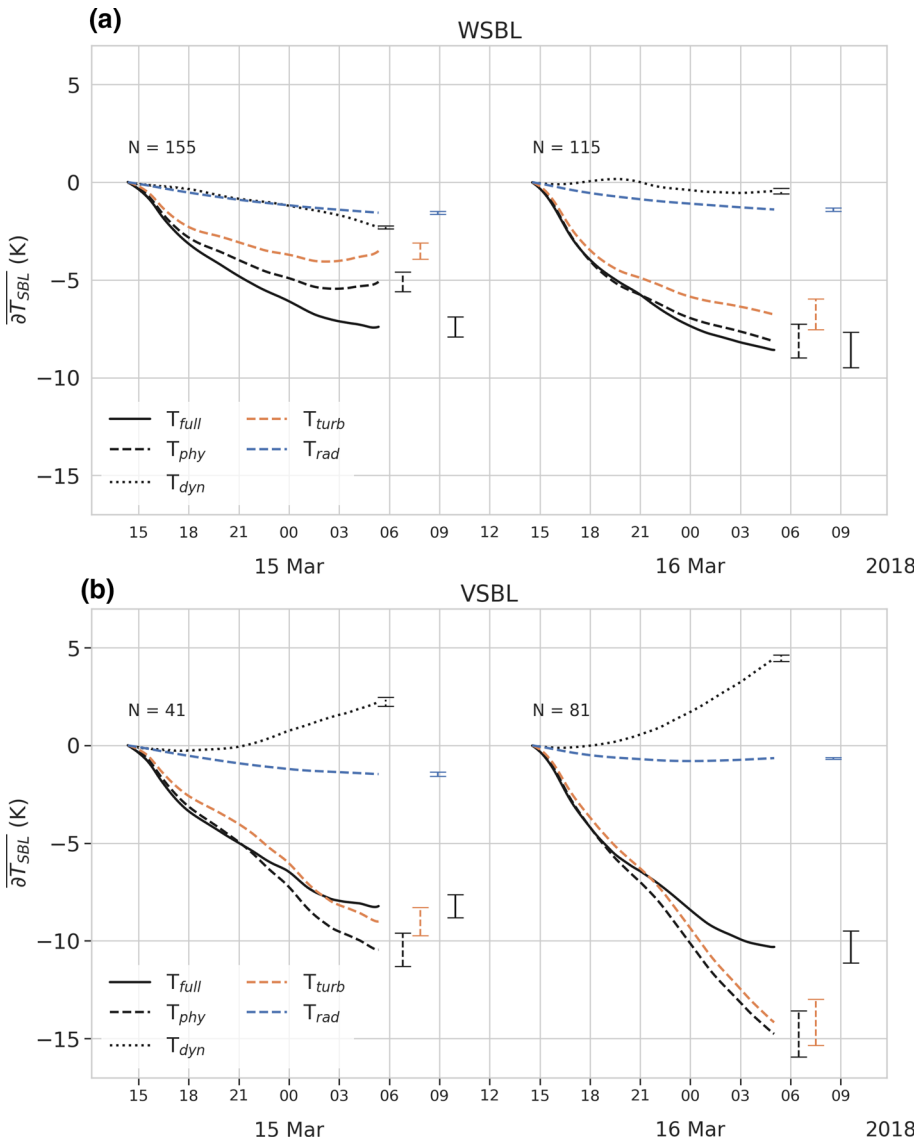 (a)
WSBL
5
0
−5
−10
−15
∂T_SBL (K)
N = 155
N = 115
T_full
T_phy
T_dyn
T_turb
T_rad
15 18 21 00 03 06 09 12 15 18 21 00 03 06 09
15 Mar 16 Mar 2018
(b)
VSBL
5
0
−5
−10
−15
∂T_SBL (K)
N = 41
N = 81
T_full
T_phy
T_dyn
T_turb
T_rad
15 18 21 00 03 06 09 12 15 18 21 00 03 06 09
15 Mar 16 Mar 2018